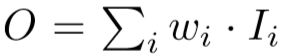 O = ∑_i w_i · I_i